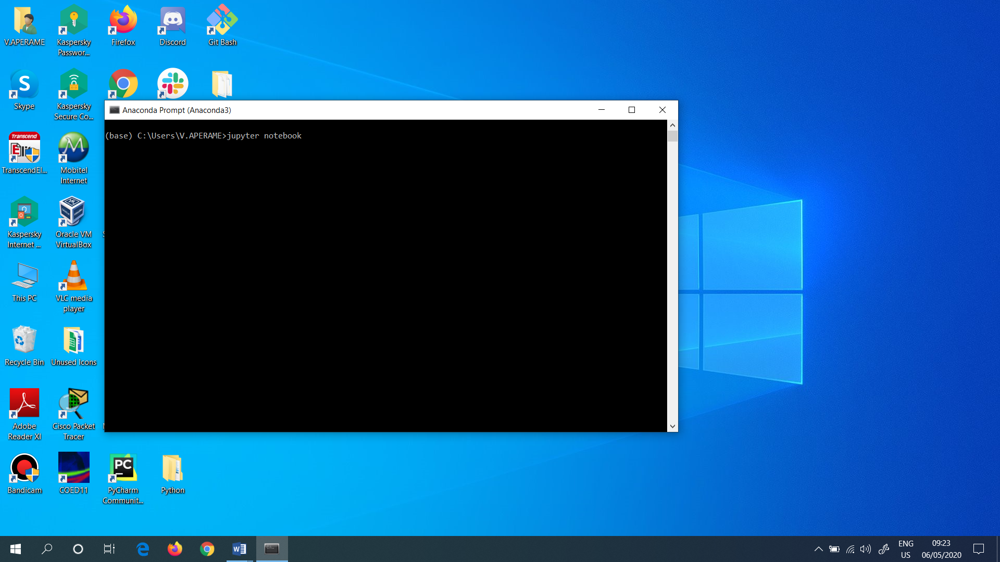 V.APERAME
Kaspersky
Passwor...
Firefox
Discord
Git Bash
Skype
Kaspersky
Secure Co...
Anaconda Prompt (Anaconda3)
(base) C:\Users\V.APERAME>jupyter notebook
Transcend
TranscendEl...
Mobitel
Internet
Kaspersky
Internet ...
Oracle VM
VirtualBox
This PC
VLC media
player
Recycle Bin
Unused Icons
Adobe
Reader XI
Cisco Packet
Tracer
Bandicam
COED11
PC
PyCharm
Communit...
Python
ENG
US
09:23
06/05/2020